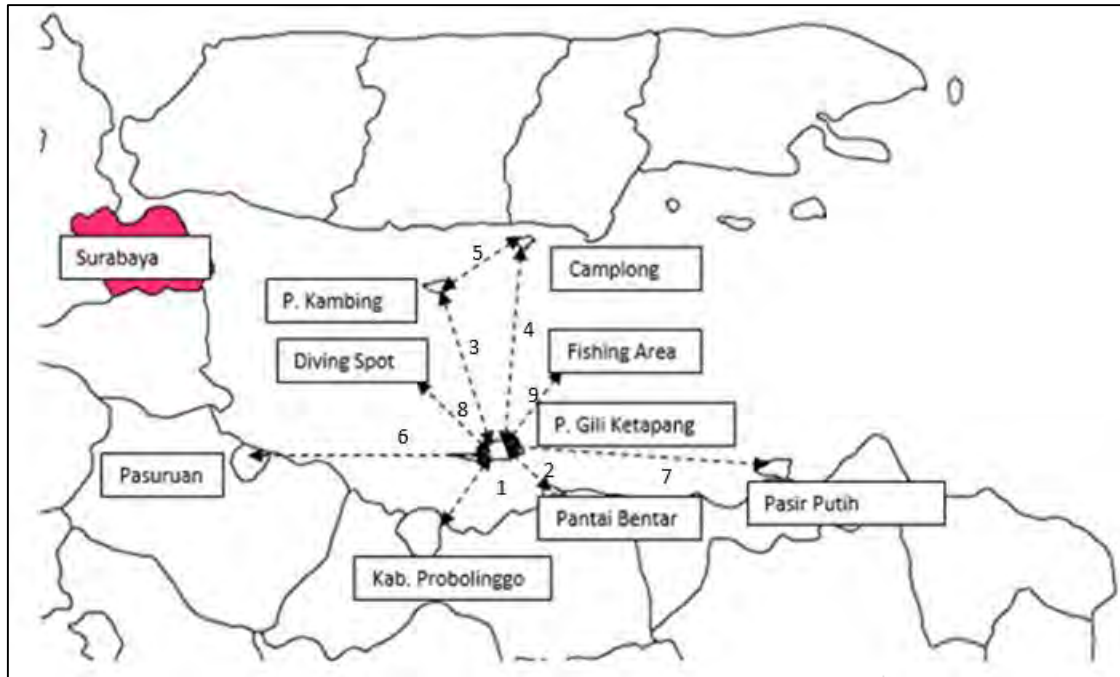 Surabaya
5
Camplong
P. Kambing
4
3
Diving Spot
Fishing Area
9
8
P. Gili Ketapang
6
Pasuruan
2
7
1
Pasir Putih
Pantai Bentar
Kab. Probolinggo